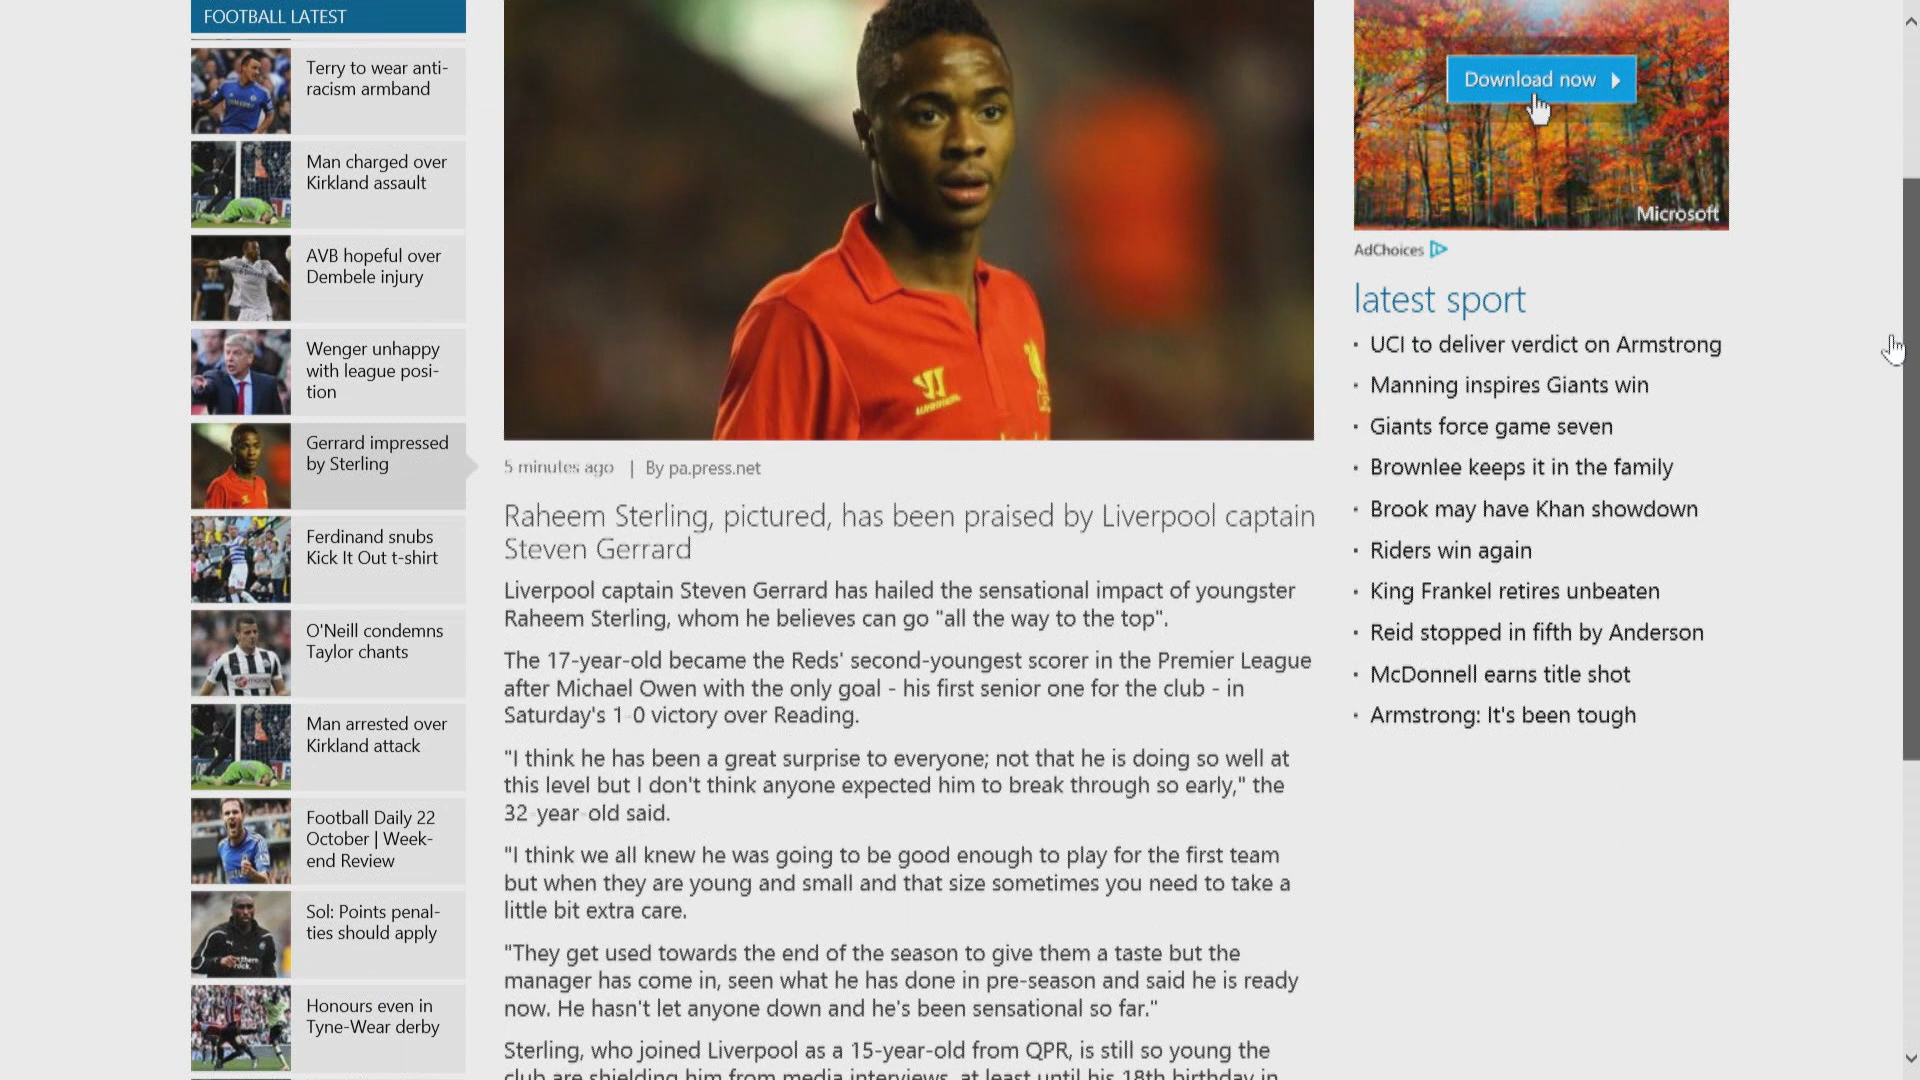 FOOTBALL LATEST
Terry to wear anti-
racism armband
Man charged over
Kirkland assault
AVB hopeful over
Dembele injury
Wenger unhappy
with league posi-
tion
Gerrard impressed
by Sterling
Ferdinand snubs
Kick It Out t-shirt
O'Neill condemns
Taylor chants
Man arrested over
Kirkland attack
Football Daily 22
October | Week-
end Review
Sol: Points penal-
ties should apply
Honours even in
Tyne-Wear derby
5 minutes ago | By pa.press.net
Raheem Sterling, pictured, has been praised by Liverpool captain
Steven Gerrard
Liverpool captain Steven Gerrard has hailed the sensational impact of youngster
Raheem Sterling, whom he believes can go "all the way to the top".
The 17-year-old became the Reds' second-youngest scorer in the Premier League
after Michael Owen with the only goal - his first senior one for the club - in
Saturday's 1-0 victory over Reading.
"I think he has been a great surprise to everyone; not that he is doing so well at
this level but I don't think anyone expected him to break through so early," the
32-year-old said.
"I think we all knew he was going to be good enough to play for the first team
but when they are young and small and that size sometimes you need to take a
little bit extra care.
"They get used towards the end of the season to give them a taste but the
manager has come in, seen what he has done in pre-season and said he is ready
now. He hasn't let anyone down and he's been sensational so far."
Sterling, who joined Liverpool as a 15-year-old from QPR, is still so young the
club are shielding him from media interviews, at least until his 18th birthday in
Download now
Microsoft
AdChoices
latest sport
· UCI to deliver verdict on Armstrong
· Manning inspires Giants win
· Giants force game seven
· Brownlee keeps it in the family
· Brook may have Khan showdown
· Riders win again
· King Frankel retires unbeaten
· Reid stopped in fifth by Anderson
· McDonnell earns title shot
· Armstrong: It's been tough